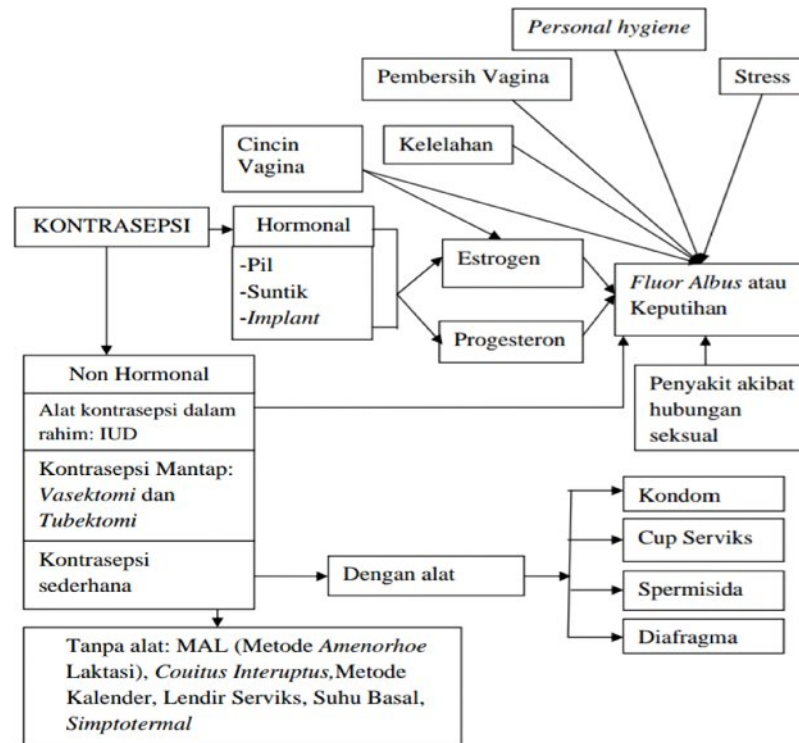 Personal hygiene
Pembersih Vagina
Stress
Cincin
Vagina
Kelelahan
KONTRASEPSI
Hormonal
-Pil
-Suntik
-Implant
Estrogen
Progesteron
Fluor Albus atau
Keputihan
Penyakit akibat
hubungan
seksual
Non Hormonal
Alat kontrasepsi dalam
rahim: IUD
Kontrasepsi Mantap:
Vasektomi dan
Tubektomi
Kontrasepsi
sederhana
Dengan alat
Kondom
Cup Serviks
Spermisida
Diafragma
Tanpa alat: MAL (Metode Amenorhoe
Laktasi), Couitus Interuptus,Metode
Kalender, Lendir Serviks, Suhu Basal,
Simptotermal